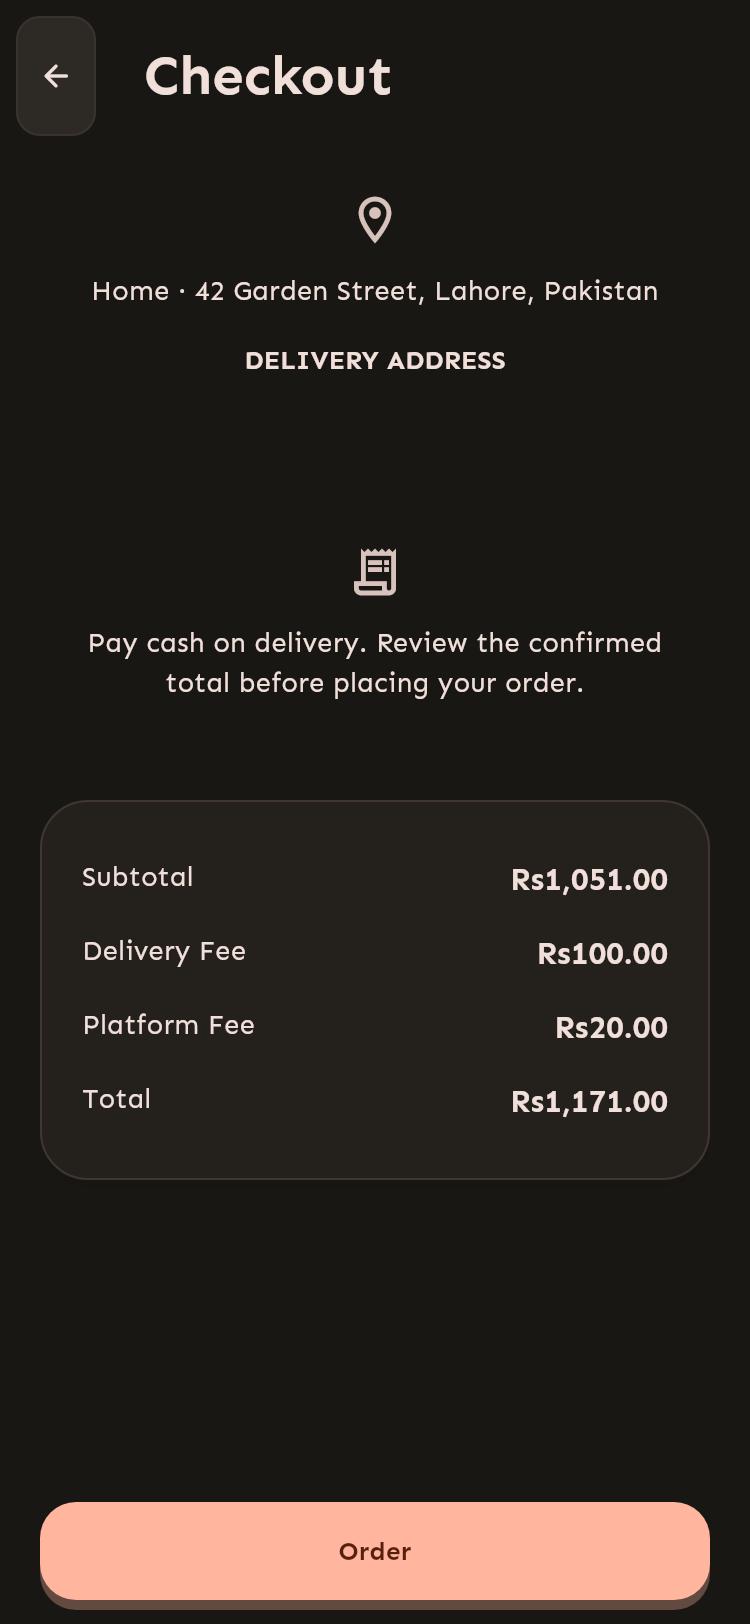 Checkout
Home · 42 Garden Street, Lahore, Pakistan
DELIVERY ADDRESS
Pay cash on delivery. Review the confirmed
total before placing your order.
Subtotal Rs1,051.00
Delivery Fee Rs100.00
Platform Fee Rs20.00
Total Rs1,171.00
Order